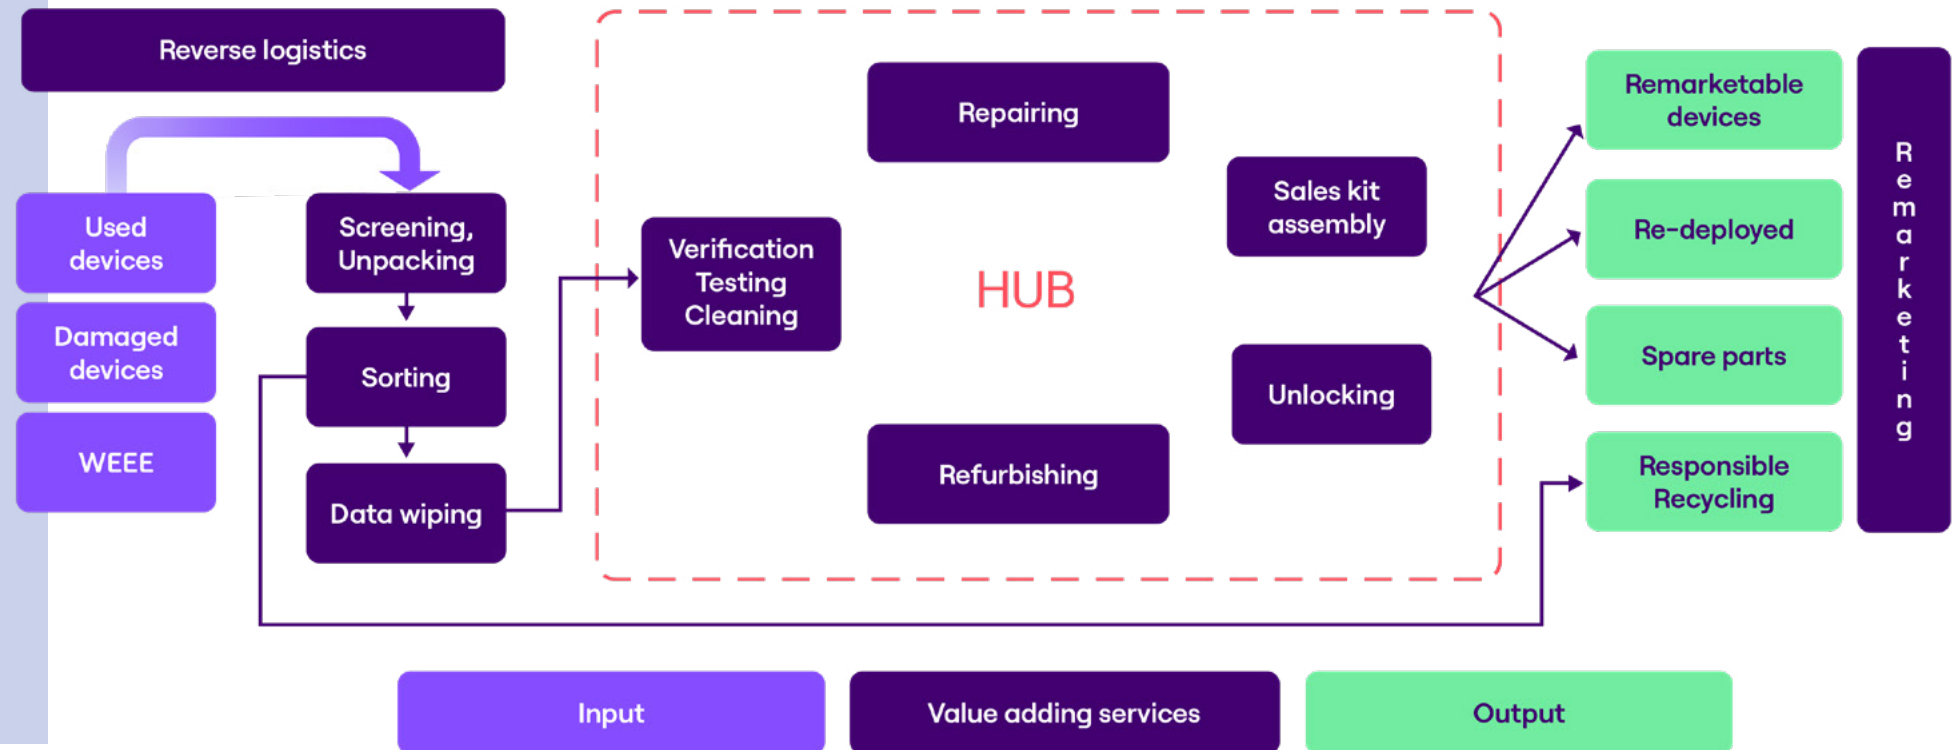 Reverse logistics
Used
devices
Damaged
devices
WEEE
Screening,
Unpacking
Sorting
Data wiping
Verification
Testing
Cleaning
Repairing
HUB
Refurbishing
Sales kit
assembly
Unlocking
Remarketable
devices
Re-deployed
Spare parts
Responsible
Recycling
Remarketing
Input
Value adding services
Output